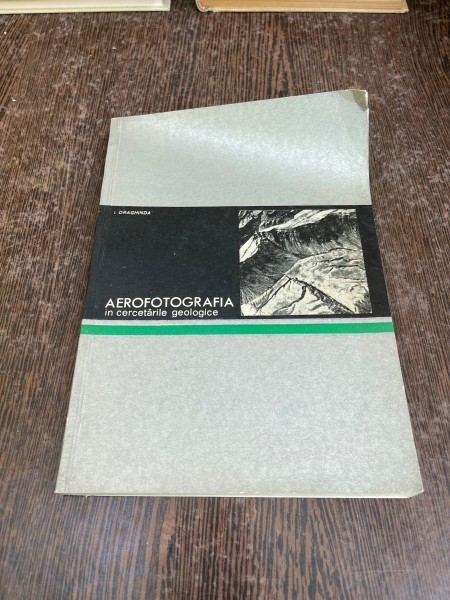 I. DRAGHINDA
AEROFOTOGRAFIA
în cercetările geologice